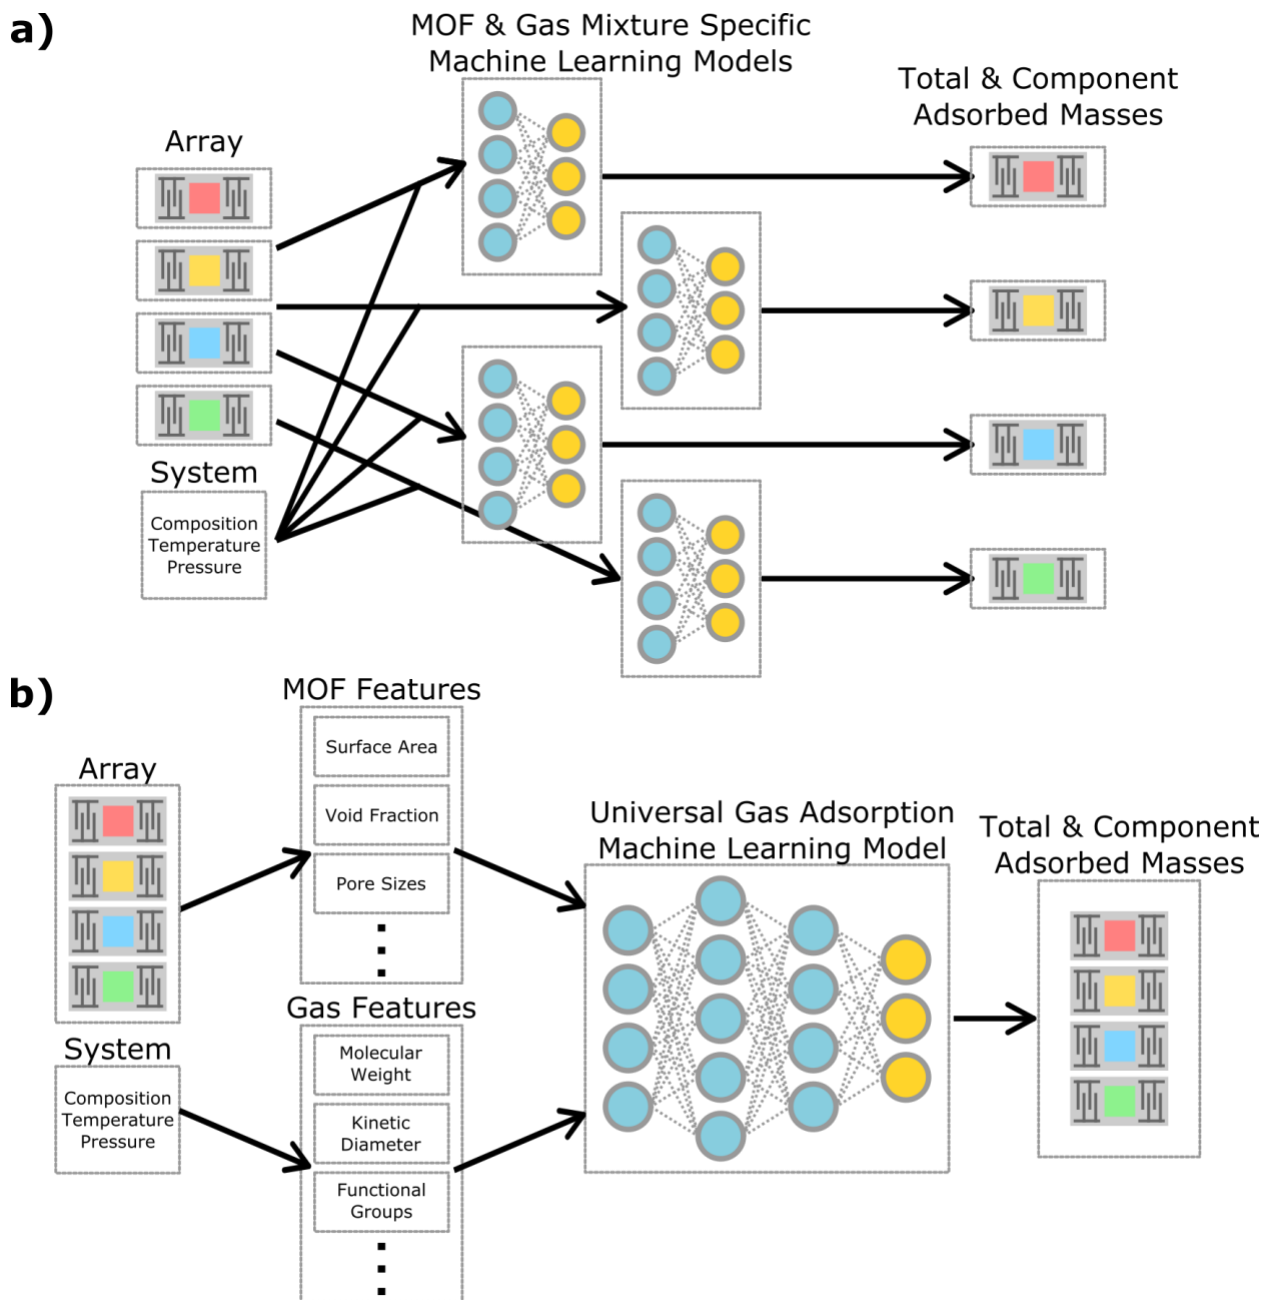 a)
MOF & Gas Mixture Specific
Machine Learning Models
Total & Component
Adsorbed Masses
Array
System
Composition
Temperature
Pressure
b)
MOF Features
Surface Area
Void Fraction
Pore Sizes
Array
Universal Gas Adsorption
Machine Learning Model
Total & Component
Adsorbed Masses
Gas Features
Molecular
Weight
Kinetic
Diameter
Functional
Groups
System
Composition
Temperature
Pressure